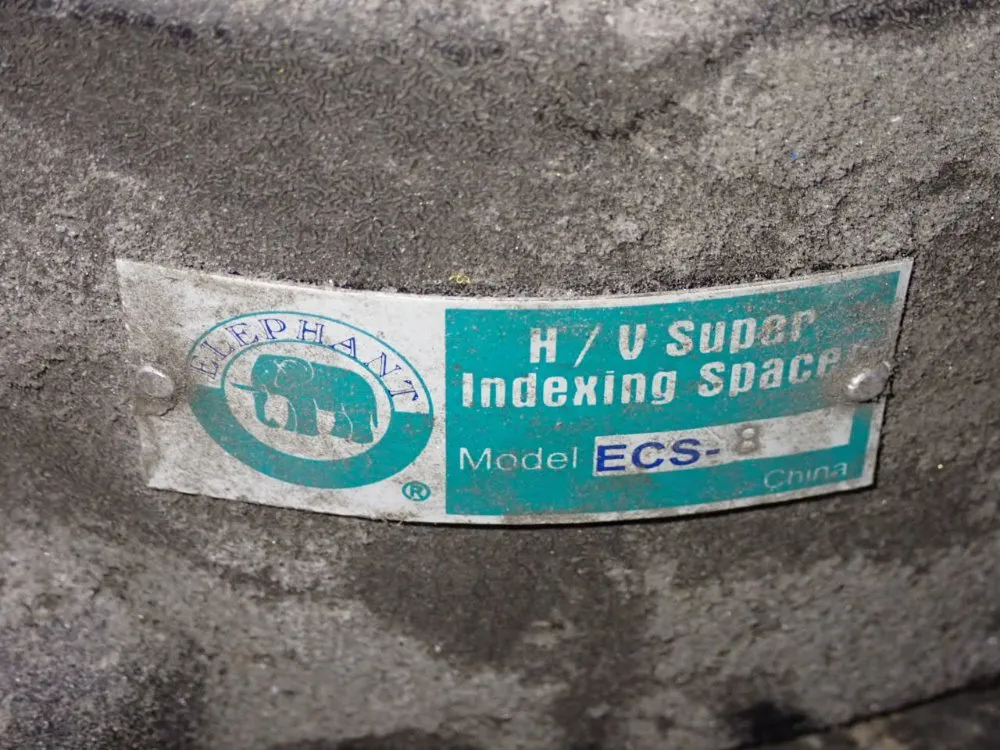 ELEPHANT
®
H / V Super
Indexing Spacer
Model ECS-8
China